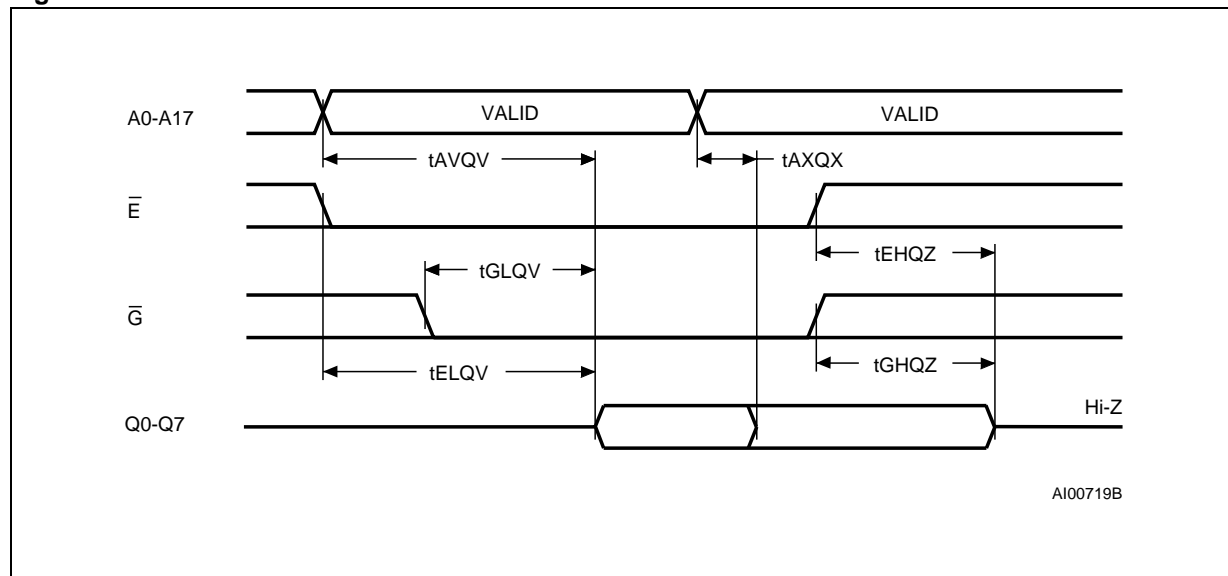 A0-A17 VALID VALID
tAVQV tAXQX
E̅
tEHQZ
tGLQV
G̅
tGHQZ
tELQV
Hi-Z
Q0-Q7
AI00719B